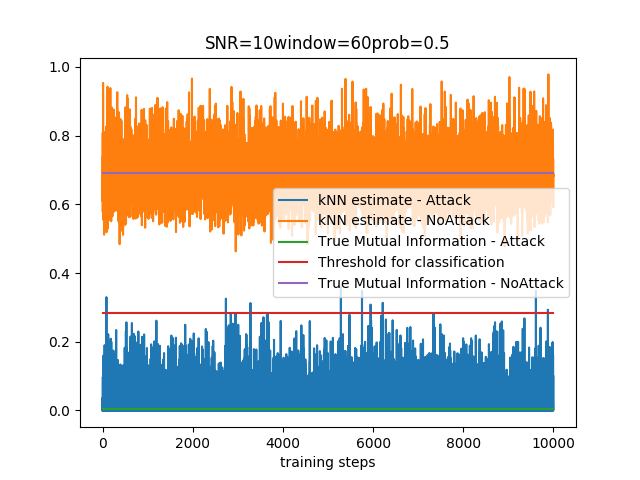 SNR=10window=60prob=0.5
1.0
0.8
0.6
0.4
0.2
0.0
kNN estimate - Attack
kNN estimate - NoAttack
True Mutual Information - Attack
Threshold for classification
True Mutual Information - NoAttack
0 2000 4000 6000 8000 10000
training steps